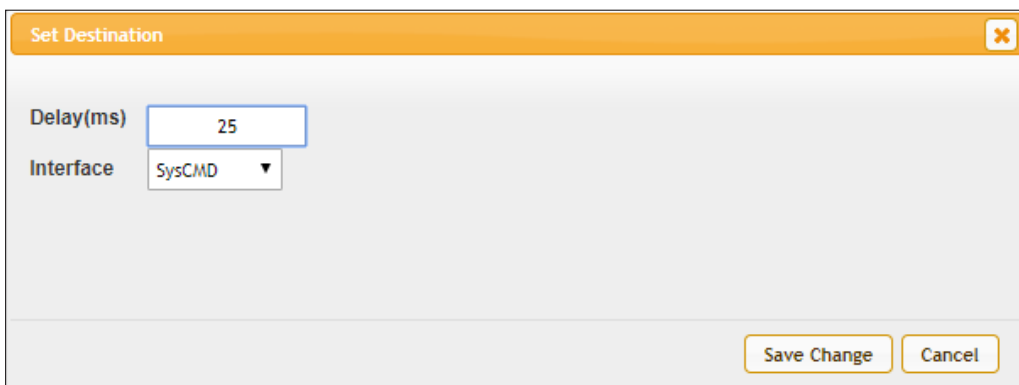 Set Destination
Delay(ms) 25
Interface SysCMD
Save Change Cancel